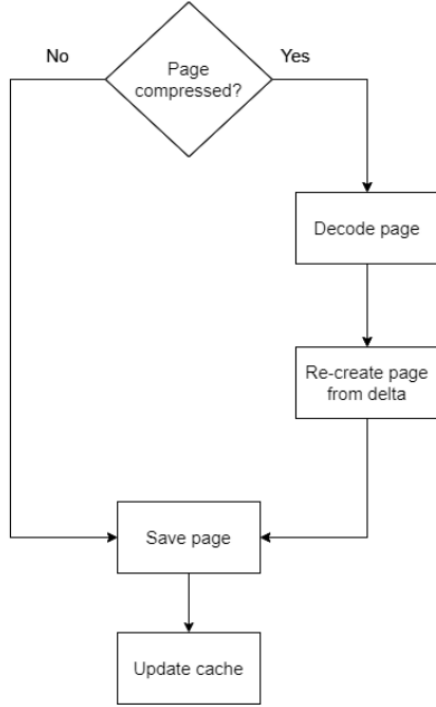 No
Page
compressed?
Yes
Decode page
Re-create page
from delta
Save page
Update cache